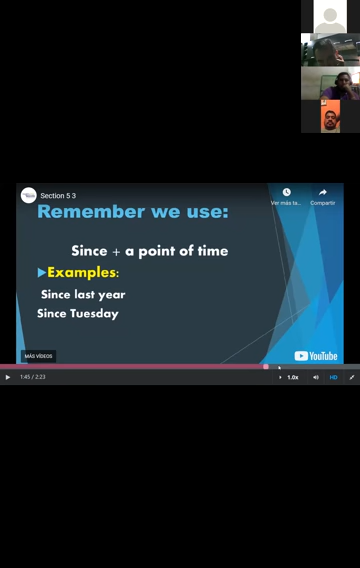 Section 5 3
Ver más ta...
Compartir
Remember we use:
Since + a point of time
Examples:
Since last year
Since Tuesday
MÁS VÍDEOS
YouTube
1:45 / 2:23
1.0x
HD